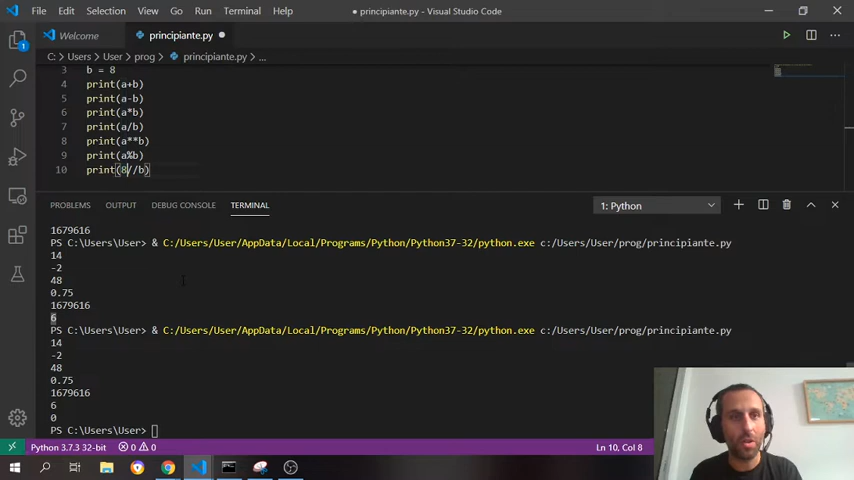 File Edit Selection View Go Run Terminal Help
● principiante.py - Visual Studio Code
Welcome
principiante.py ●
C: > Users > User > prog > principiante.py > ...
3 b = 8
4 print(a+b)
5 print(a-b)
6 print(a*b)
7 print(a/b)
8 print(a**b)
9 print(a%b)
10 print(8//b)
PROBLEMS OUTPUT DEBUG CONSOLE TERMINAL
1: Python
1679616
PS C:\Users\User> & C:/Users/User/AppData/Local/Programs/Python/Python37-32/python.exe c:/Users/User/prog/principiante.py
14
-2
48
0.75
1679616
6
PS C:\Users\User> & C:/Users/User/AppData/Local/Programs/Python/Python37-32/python.exe c:/Users/User/prog/principiante.py
14
-2
48
0.75
1679616
6
0
PS C:\Users\User>
Python 3.7.3 32-bit 0 0
Ln 10, Col 8
1